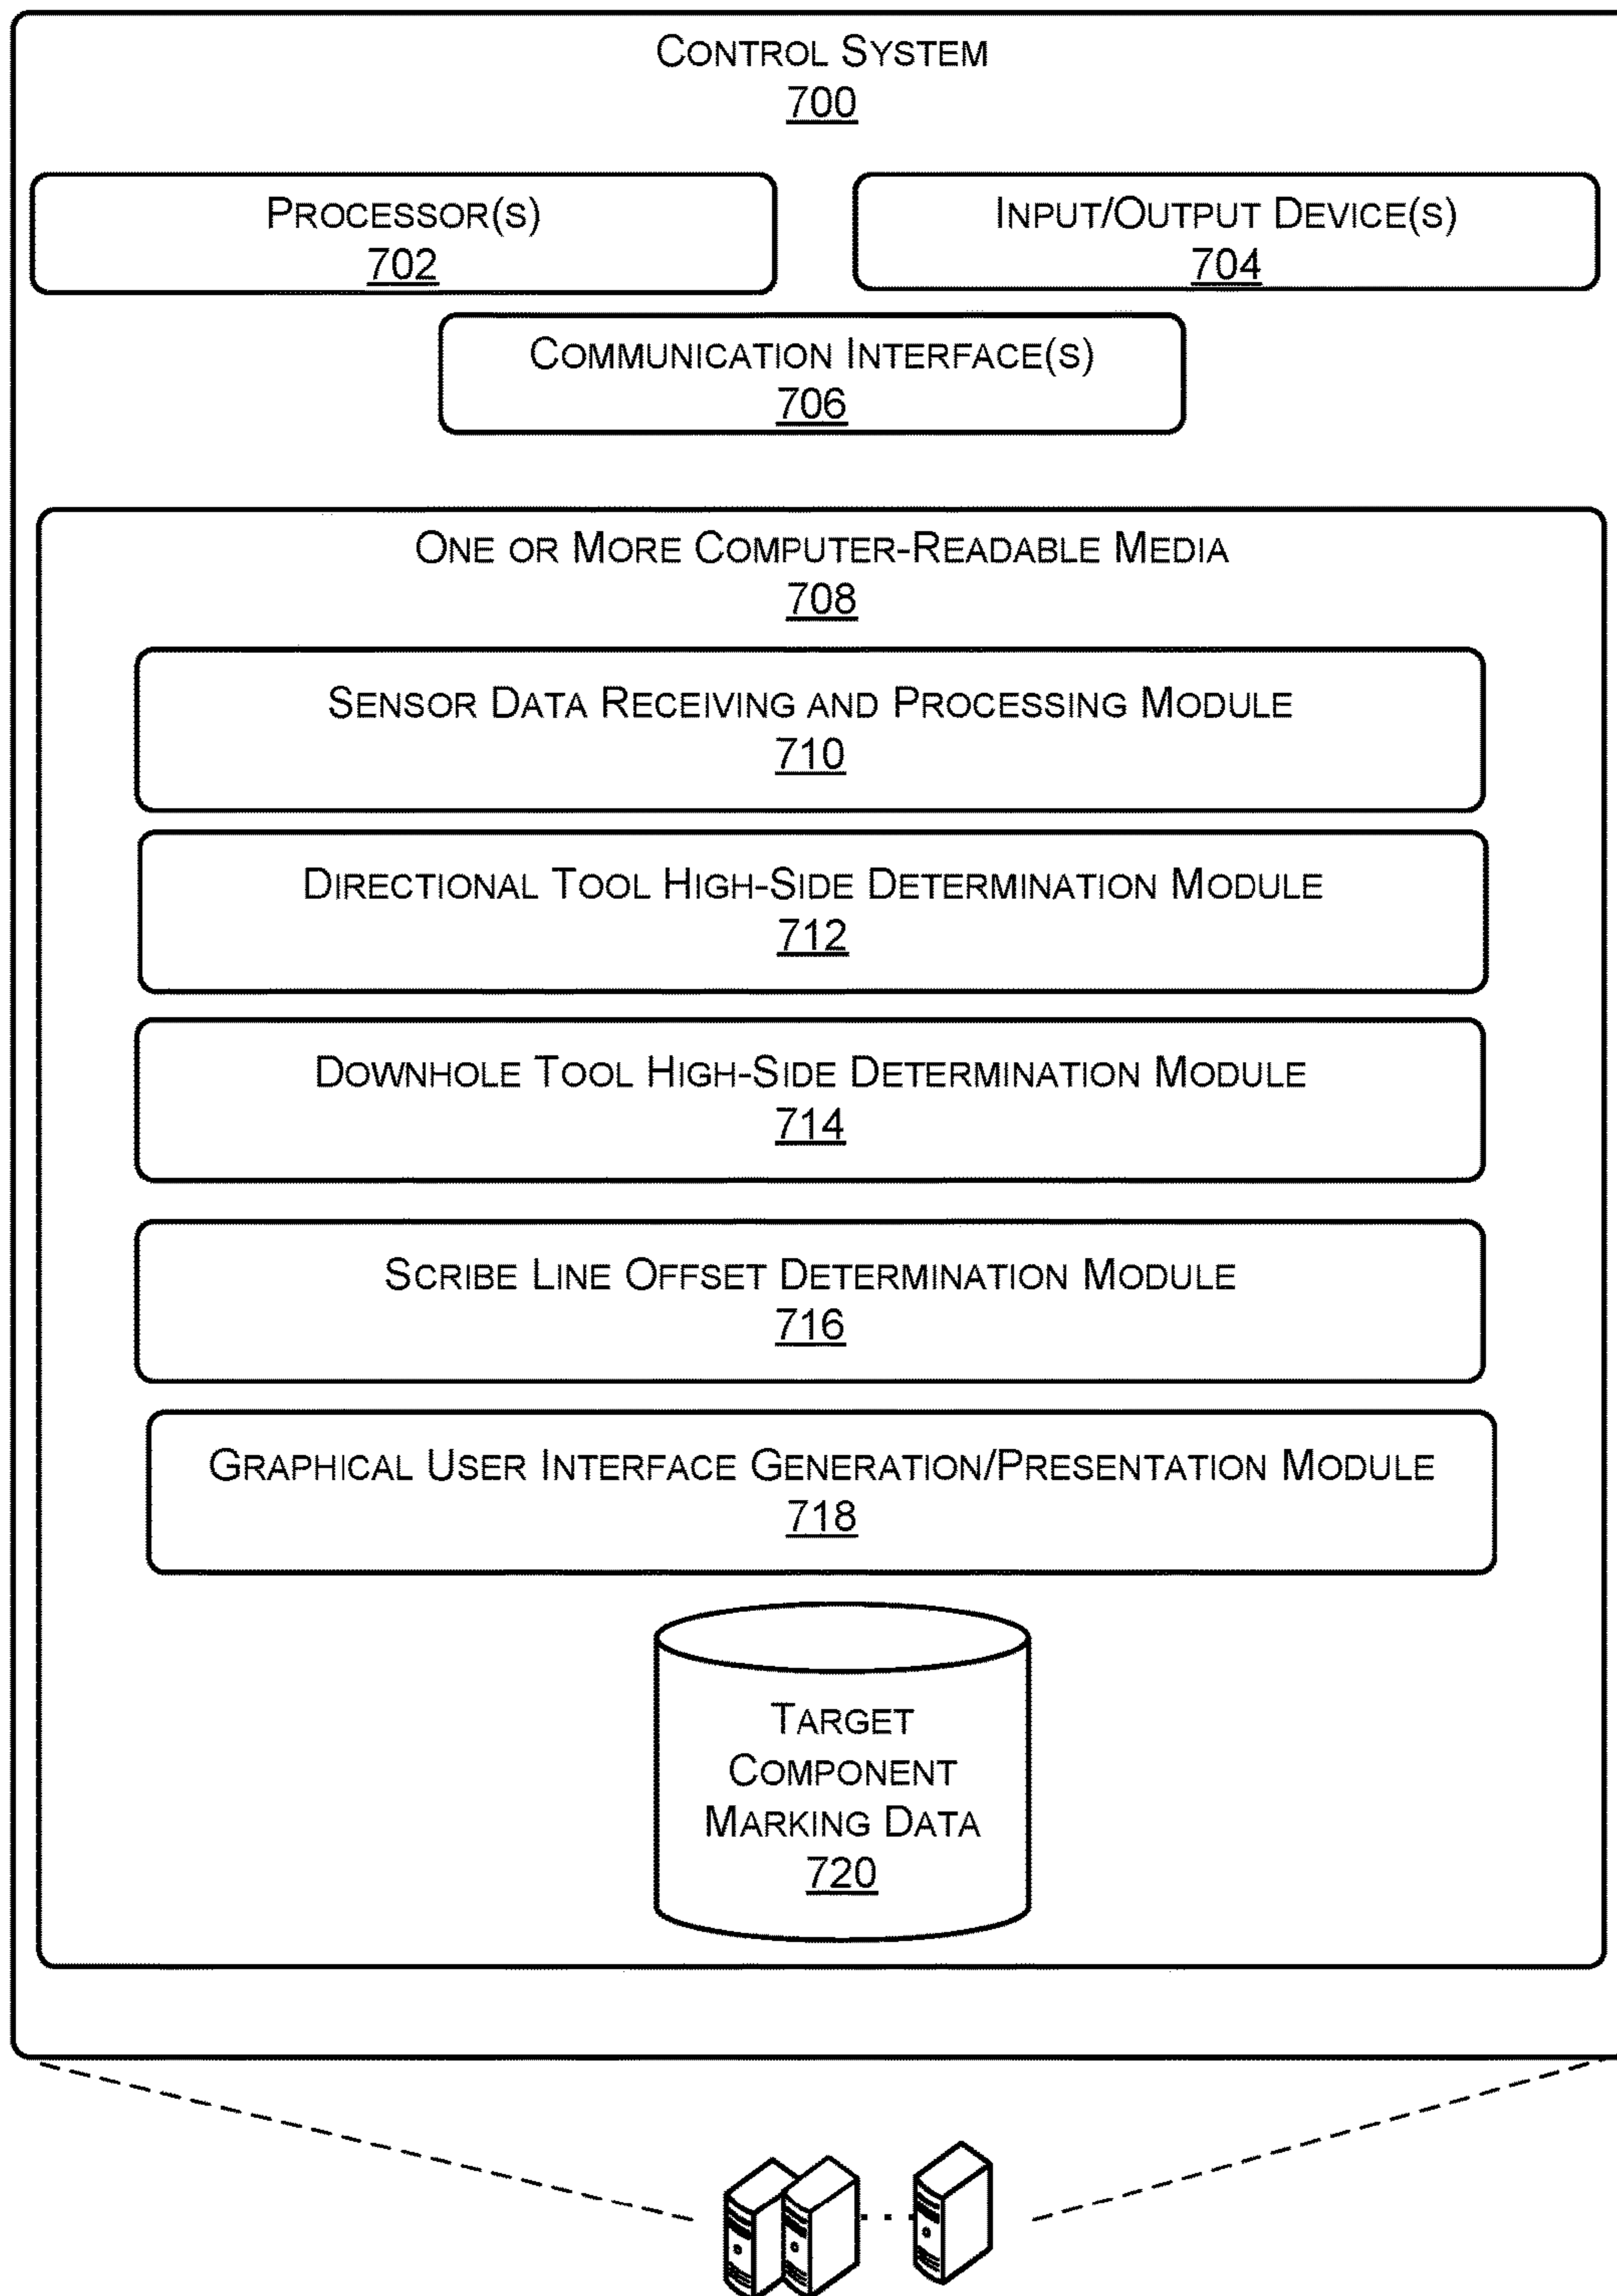 CONTROL SYSTEM
700
PROCESSOR(S)
702
INPUT/OUTPUT DEVICE(S)
704
COMMUNICATION INTERFACE(S)
706
ONE OR MORE COMPUTER-READABLE MEDIA
708
SENSOR DATA RECEIVING AND PROCESSING MODULE
710
DIRECTIONAL TOOL HIGH-SIDE DETERMINATION MODULE
712
DOWNHOLE TOOL HIGH-SIDE DETERMINATION MODULE
714
SCRIBE LINE OFFSET DETERMINATION MODULE
716
GRAPHICAL USER INTERFACE GENERATION/PRESENTATION MODULE
718
TARGET
COMPONENT
MARKING DATA
720